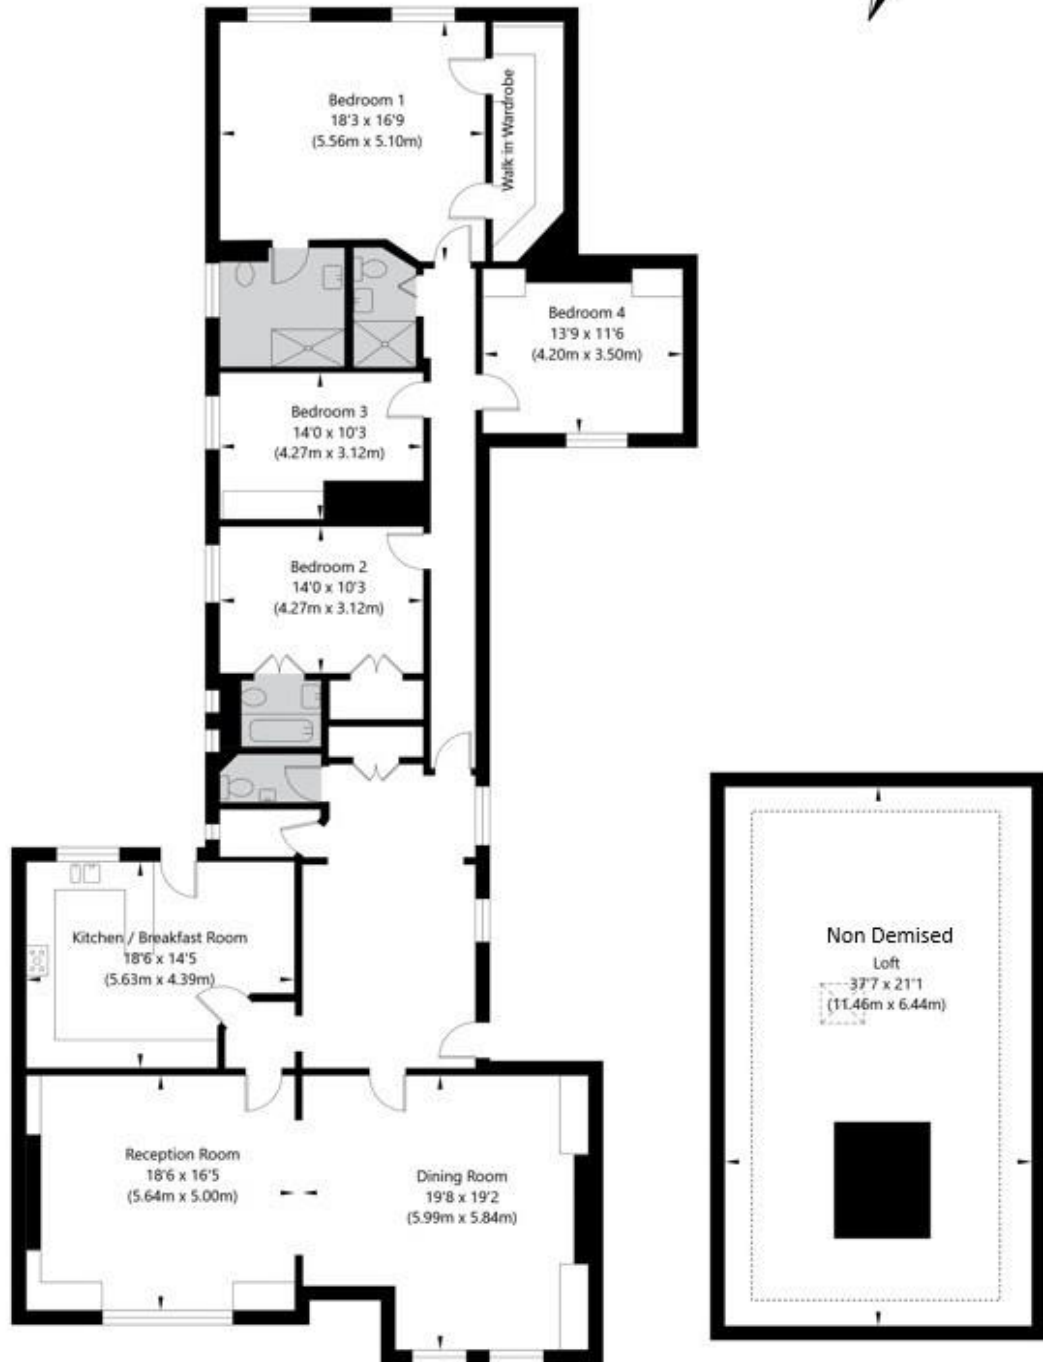 Bedroom 1
18'3 x 16'9
(5.56m x 5.10m)
Walk in Wardrobe
Bedroom 4
13'9 x 11'6
(4.20m x 3.50m)
Bedroom 3
14'0 x 10'3
(4.27m x 3.12m)
Bedroom 2
14'0 x 10'3
(4.27m x 3.12m)
Kitchen / Breakfast Room
18'6 x 14'5
(5.63m x 4.39m)
Non Demised
Loft
37'7 x 21'1
(11.46m x 6.44m)
Reception Room
18'6 x 16'5
(5.64m x 5.00m)
Dining Room
19'8 x 19'2
(5.99m x 5.84m)